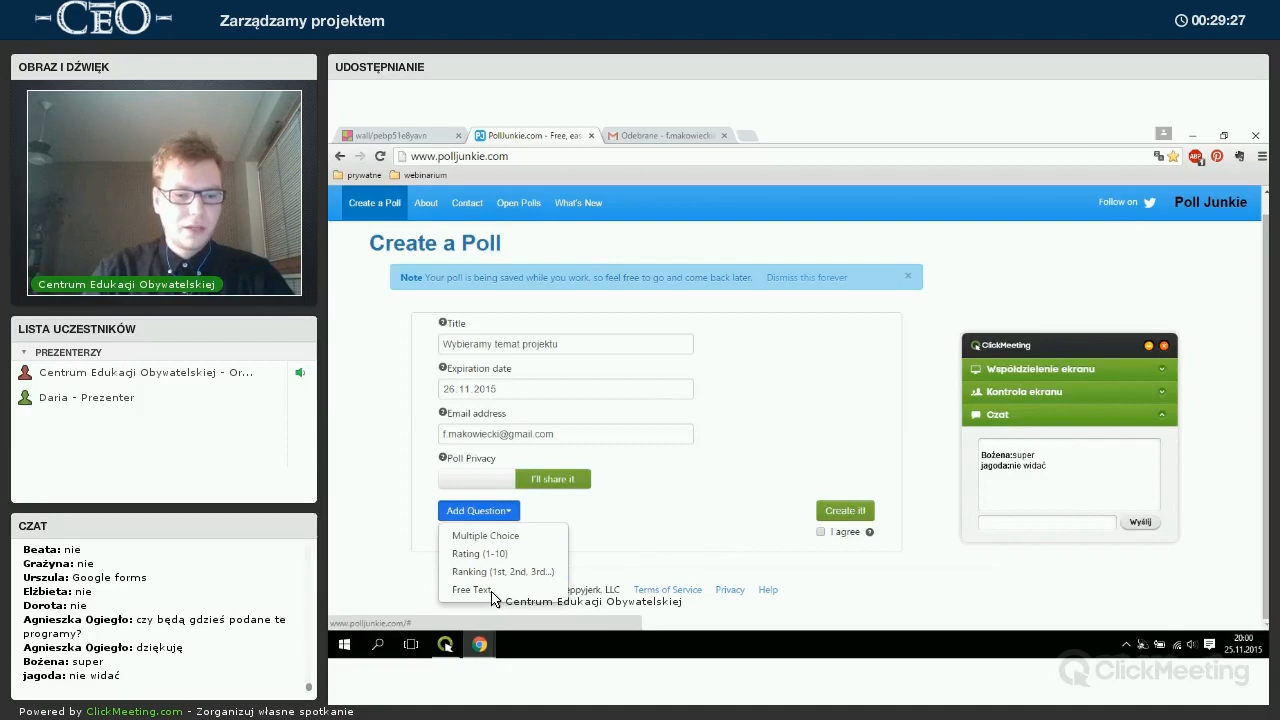 CEO
Zarządzamy projektem
00:29:27
OBRAZ I DŹWIĘK
Centrum Edukacji Obywatelskiej
LISTA UCZESTNIKÓW
PREZENTERZY
Centrum Edukacji Obywatelskiej - Or...
Daria - Prezenter
CZAT
Beata: nie
Grażyna: nie
Urszula: Google forms
Elżbieta: nie
Dorota: nie
Agnieszka Ogiegło: czy będą gdzieś podane te
programy?
Agnieszka Ogiegło: dziękuję
Bożena: super
jagoda: nie widać
UDOSTĘPNIANIE
wall/pebp51e8yavn
PollJunkie.com - Free, eas
Odebrane - f.makowiecki
www.polljunkie.com
prywatne
webinarium
Create a Poll
About
Contact
Open Polls
What's New
Follow on
Poll Junkie
Create a Poll
Note Your poll is being saved while you work, so feel free to go and come back later. Dismiss this forever
Title
Wybieramy temat projektu
Expiration date
26.11.2015
Email address
f.makowiecki@gmail.com
Poll Privacy
I'll share it
Add Question
Create it!
I agree
Multiple Choice
Rating (1-10)
Ranking (1st, 2nd, 3rd...)
Free Text
eppyjerk, LLC
Terms of Service
Privacy
Help
Centrum Edukacji Obywatelskiej
www.polljunkie.com/#
ClickMeeting
Współdzielenie ekranu
Kontrola ekranu
Czat
Bożena:super
jagoda:nie widać
Wyślij
20:00
25.11.2015
ClickMeeting
Powered by ClickMeeting.com - Zorganizuj własne spotkanie